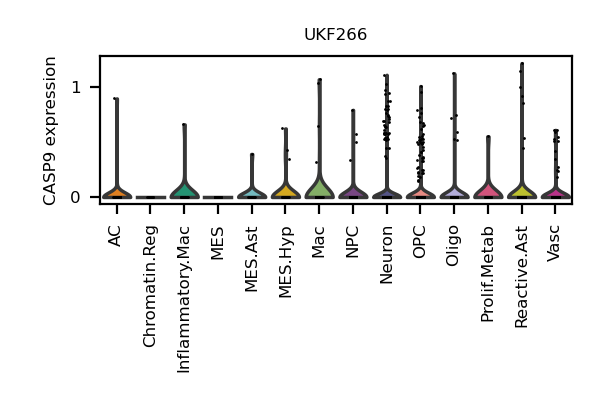 UKF266
CASP9 expression
1
0
AC
Chromatin.Reg
Inflammatory.Mac
MES
MES.Ast
MES.Hyp
Mac
NPC
Neuron
OPC
Oligo
Prolif.Metab
Reactive.Ast
Vasc